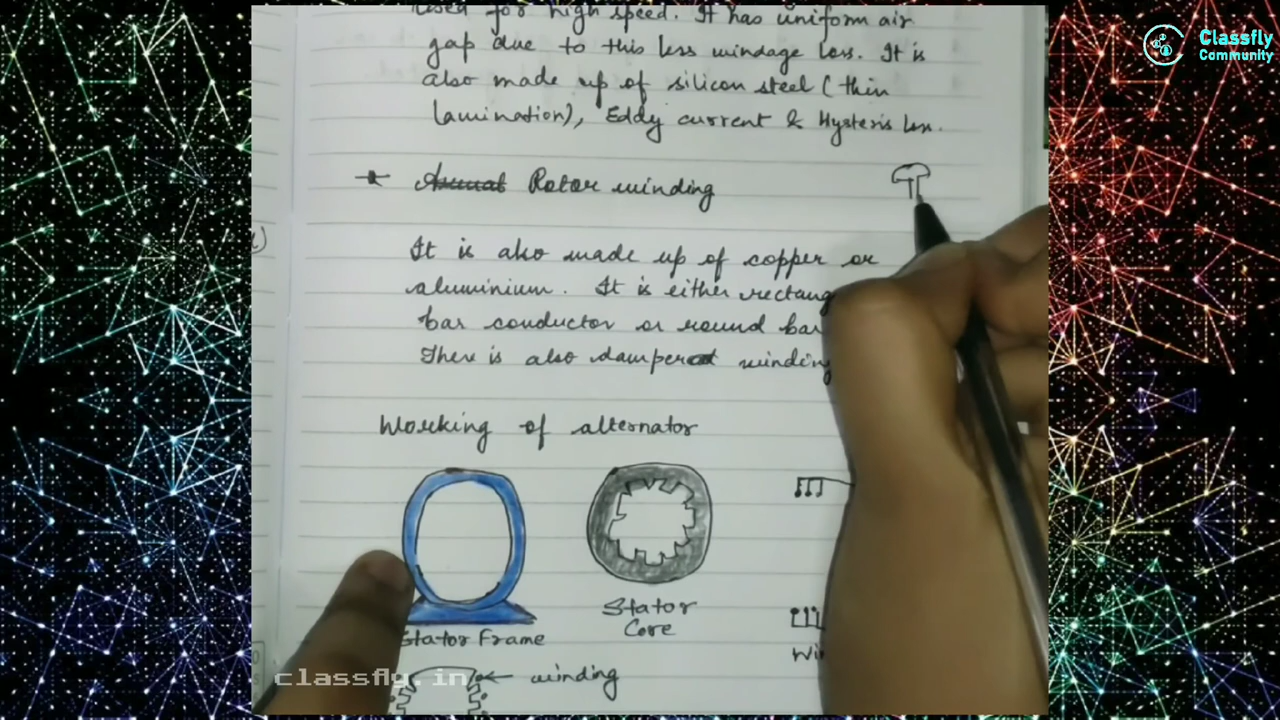 used for high speed. It has uniform air
gap due to this less windage loss. It is
also made up of silicon steel (thin
lamination), Eddy current & Hysteris loss.
Rotor winding
It is also made up of copper or
aluminium. It is either rectang
bar conductor or round bar
There is also dampered winding
Working of alternator
Stator Frame
Stator
Core
Wi
winding
classfly.in
Classfly
Community